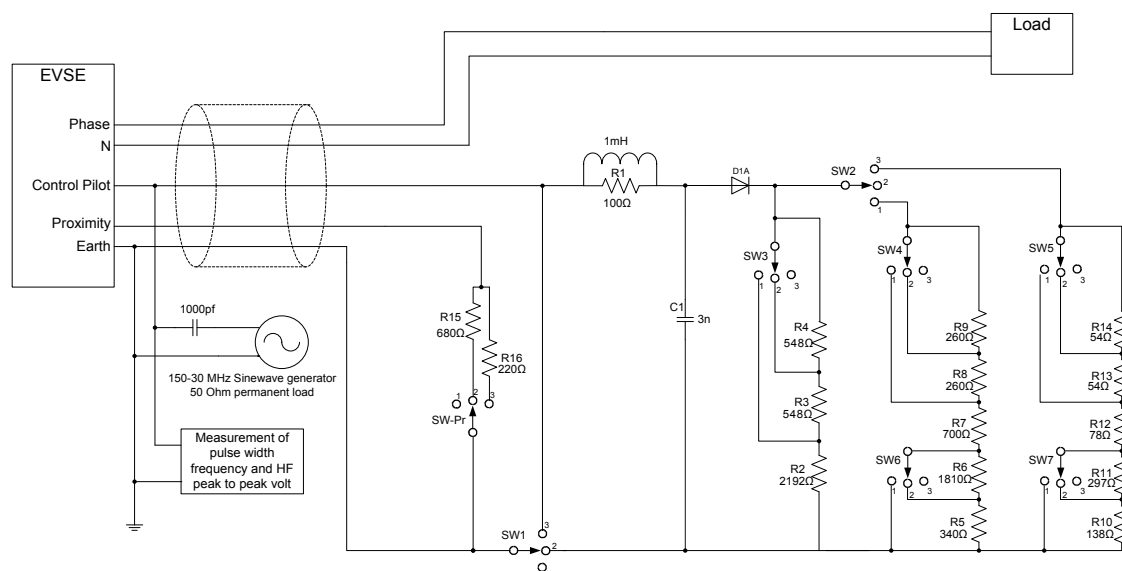 Load
EVSE
Phase
N
Control Pilot
Proximity
Earth
1mH
R1
100Ω
D1A
SW2
3
2
1
SW3
1
2
3
SW4
1
2
3
SW5
1
2
3
1000pf
150-30 MHz Sinewave generator
50 Ohm permanent load
R15
680Ω
R16
220Ω
1
2
3
SW-Pr
C1
3n
R4
548Ω
R3
548Ω
R2
2192Ω
R9
260Ω
R8
260Ω
R7
700Ω
SW6
1
2
3
R6
1810Ω
R5
340Ω
R14
54Ω
R13
54Ω
R12
78Ω
SW7
1
2
3
R11
297Ω
R10
138Ω
Measurement of
pulse width
frequency and HF
peak to peak volt
SW1
3
2